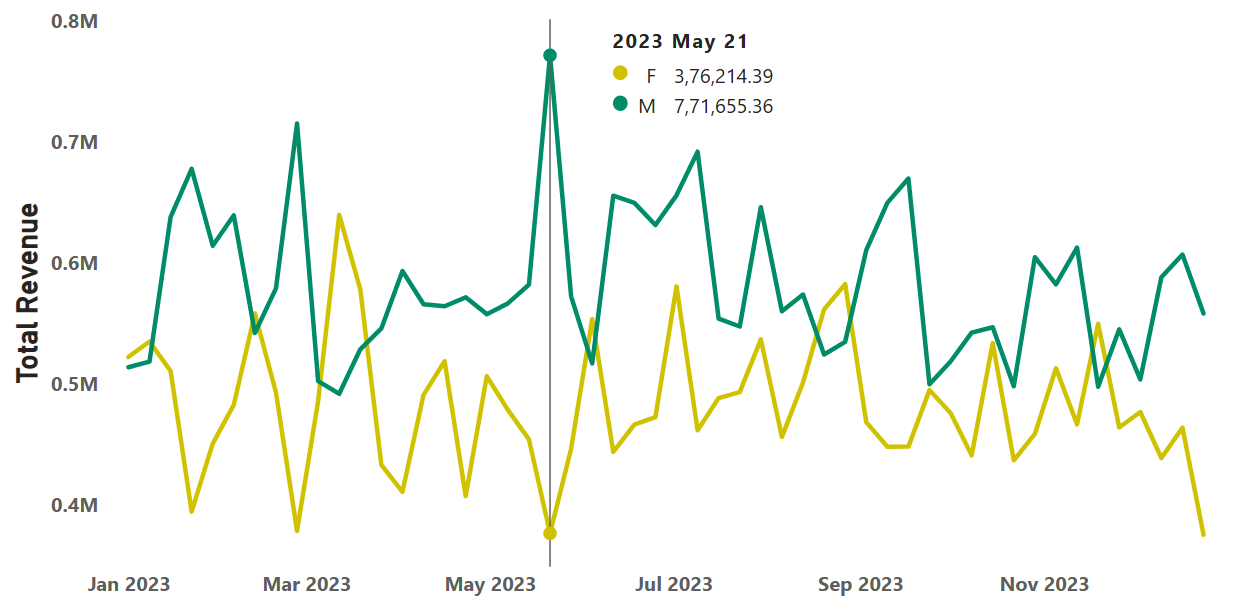 0.8M
2023 May 21
F 3,76,214.39
M 7,71,655.36
0.7M
0.6M
Total Revenue
0.5M
0.4M
Jan 2023 Mar 2023 May 2023 Jul 2023 Sep 2023 Nov 2023